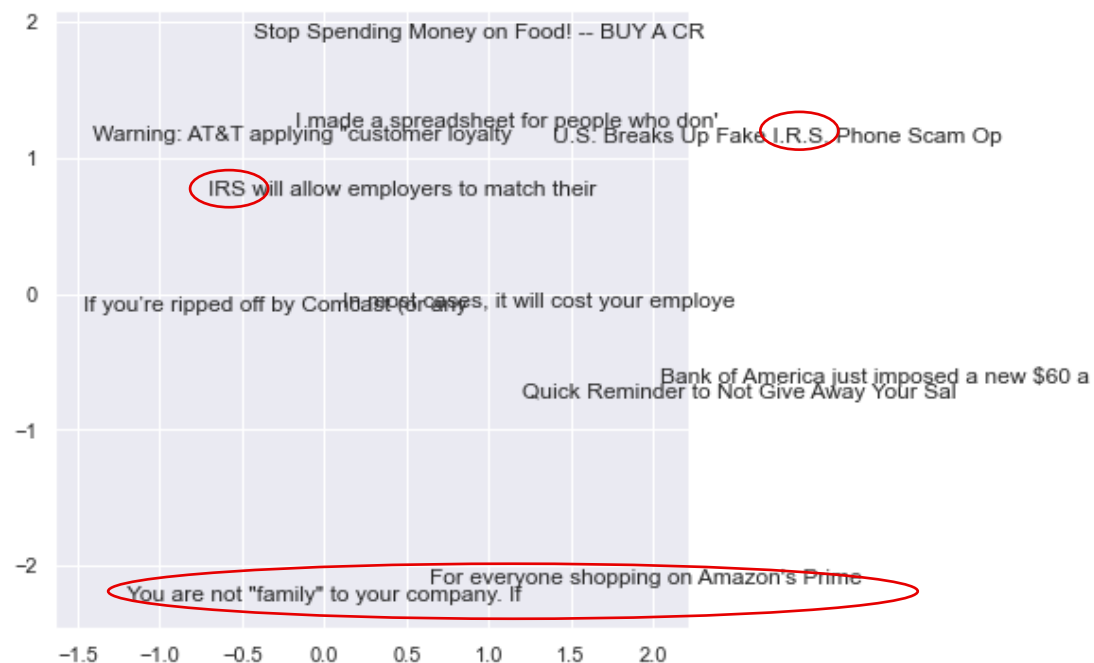 2
Stop Spending Money on Food! -- BUY A CR
I made a spreadsheet for people who don'
Warning: AT&T applying "customer loyalty
U.S. Breaks Up Fake I.R.S. Phone Scam Op
1
IRS will allow employers to match their
0
In most cases, it will cost your employe
If you're ripped off by Comcast (or any
Bank of America just imposed a new $60 a
Quick Reminder to Not Give Away Your Sal
−1
−2
For everyone shopping on Amazon's Prime
You are not "family" to your company. If
−1.5 −1.0 −0.5 0.0 0.5 1.0 1.5 2.0